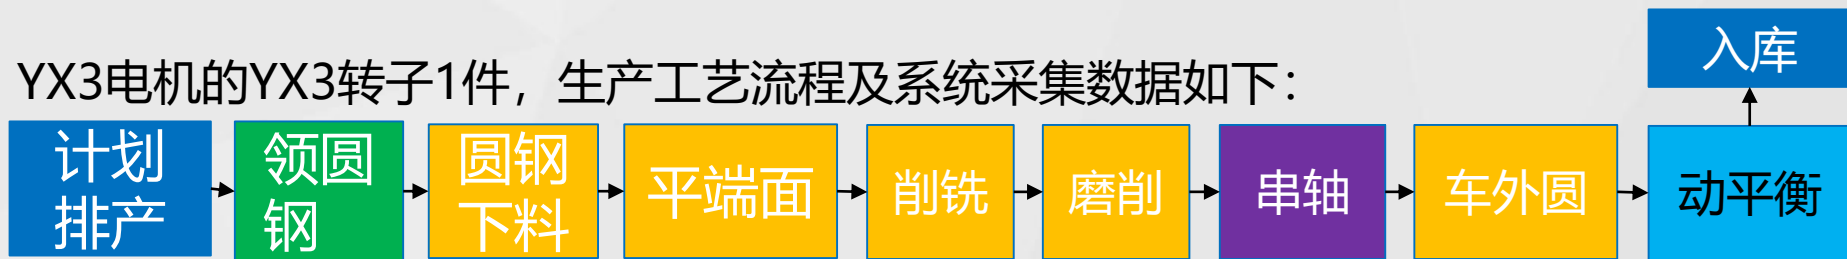 入库
YX3电机的YX3转子1件，生产工艺流程及系统采集数据如下：
计划
排产
领圆
钢
圆钢
下料
平端面
削铣
磨削
串轴
车外圆
动平衡